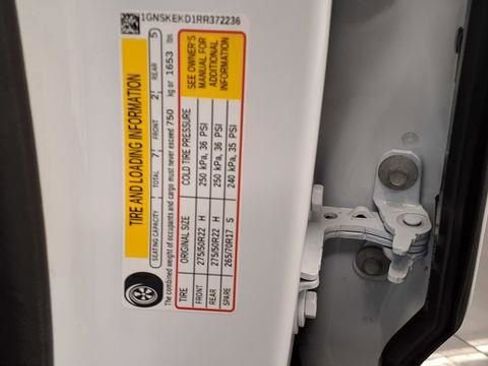 1GNSKEKD1RR372236
TIRE AND LOADING INFORMATION
SEATING CAPACITY TOTAL 7 FRONT 2 REAR 5
The combined weight of occupants and cargo must never exceed 750 kg or 1653 lbs
TIRE ORIGINAL SIZE COLD TIRE PRESSURE
FRONT 275/50R22 H 250 kPa, 36 PSI
REAR 275/50R22 H 250 kPa, 36 PSI
SPARE 265/70R17 S 240 kPa, 35 PSI
SEE OWNER'S
MANUAL FOR
ADDITIONAL
INFORMATION